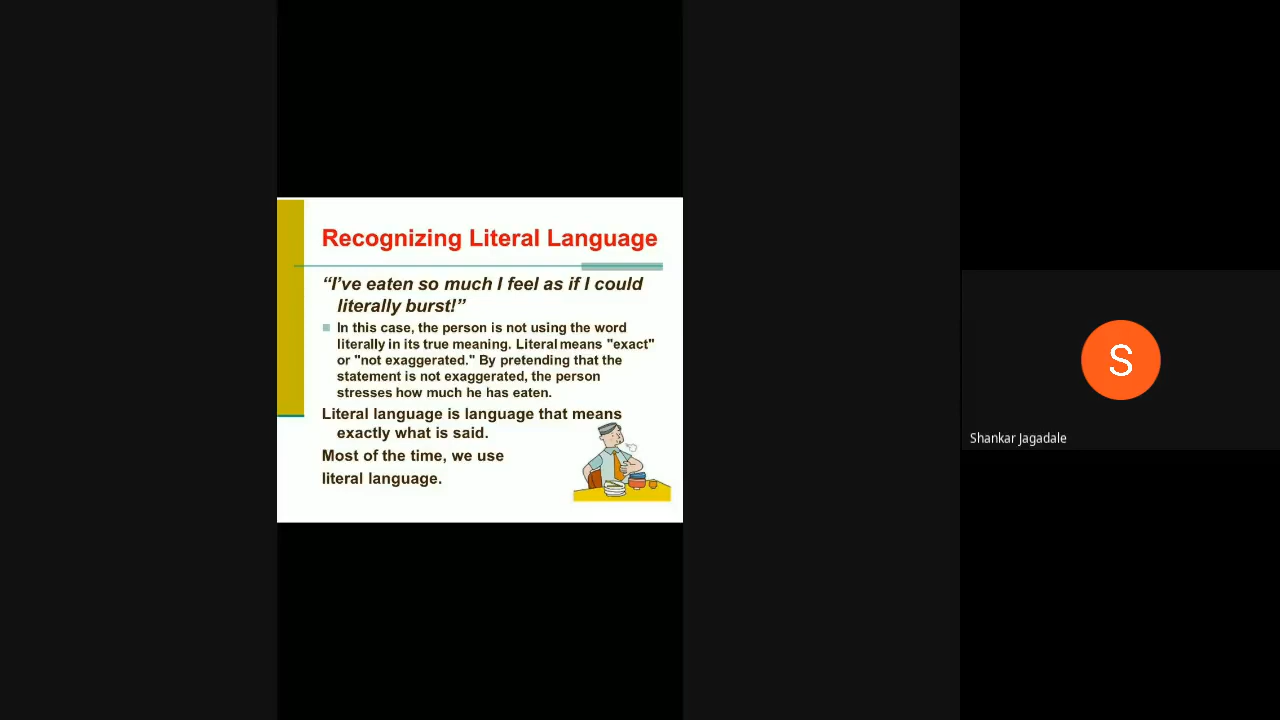 Recognizing Literal Language
“I’ve eaten so much I feel as if I could
literally burst!”
In this case, the person is not using the word
literally in its true meaning. Literal means "exact"
or "not exaggerated." By pretending that the
statement is not exaggerated, the person
stresses how much he has eaten.
Literal language is language that means
exactly what is said.
Most of the time, we use
literal language.
S
Shankar Jagadale